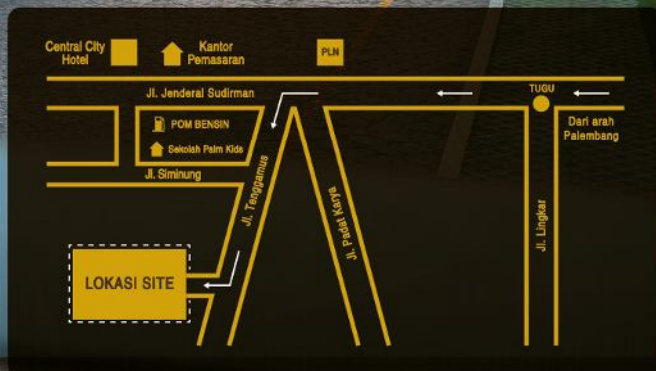 Central City
Hotel
Kantor
Pemasaran
PLN
Jl. Jenderal Sudirman
TUGU
Dari arah
Palembang
POM BENSIN
Sekolah Palm Kids
Jl. Siminung
Jl. Tenggamus
Jl. Padat Karya
Jl. Lingkar
LOKASI SITE